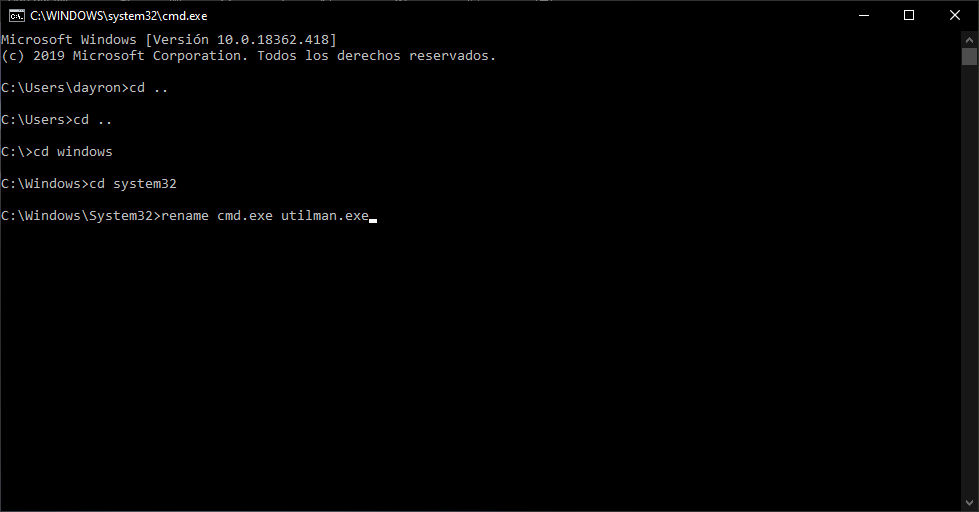 C:\WINDOWS\system32\cmd.exe
Microsoft Windows [Versión 10.0.18362.418]
(c) 2019 Microsoft Corporation. Todos los derechos reservados.
C:\Users\dayron>cd ..
C:\Users>cd ..
C:\>cd windows
C:\Windows>cd system32
C:\Windows\System32>rename cmd.exe utilman.exe